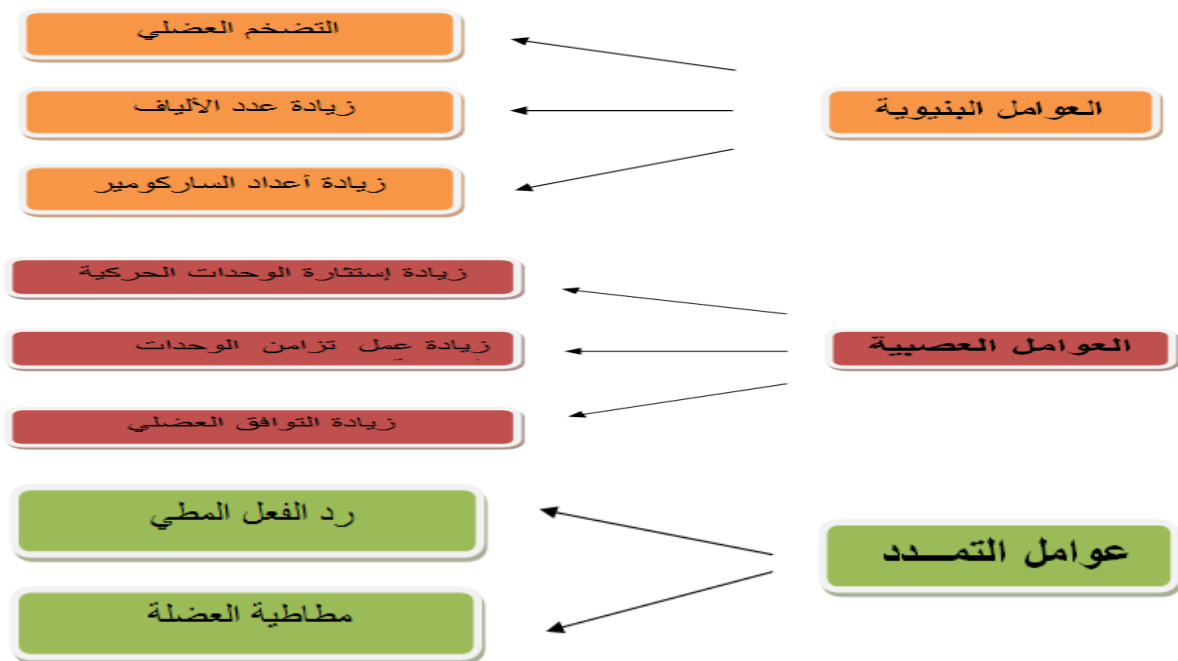 العوامل البنيوية
التضخم العضلي
زيادة عدد الألياف
زيادة أعداد الساركومير
العوامل العصبية
زيادة إستثارة الوحدات الحركية
زيادة عمل تزامن الوحدات
زيادة التوافق العضلي
عوامل التمـــدد
رد الفعل المطي
مطاطية العضلة